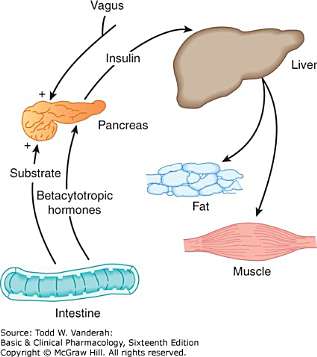 Vagus
Insulin
Liver
+
Pancreas
+
Substrate
Betacytotropic
hormones
Fat
Muscle
Intestine
Source: Todd W. Vanderah:
Basic & Clinical Pharmacology, Sixteenth Edition
Copyright © McGraw Hill. All rights reserved.